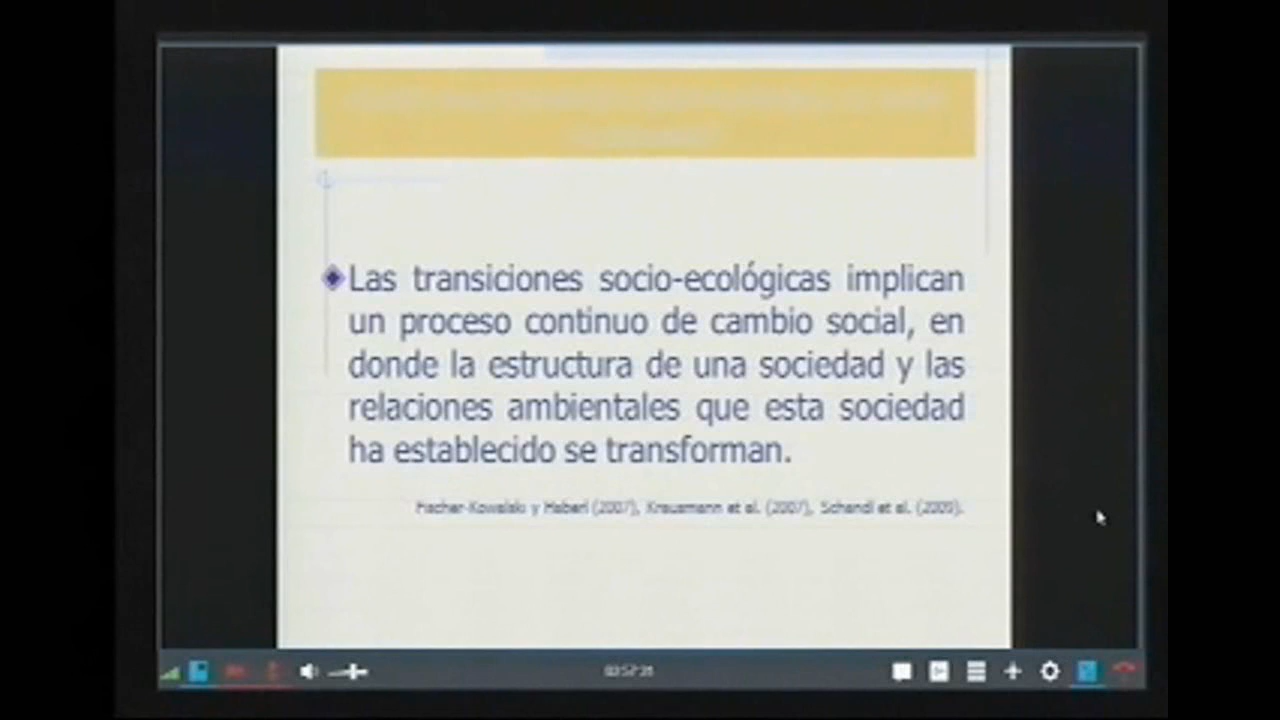 Las transiciones socio-ecológicas implican
un proceso continuo de cambio social, en
donde la estructura de una sociedad y las
relaciones ambientales que esta sociedad
ha establecido se transforman.
Fischer-Kowalski y Haberl (2007), Krausmann et al. (2007), Schandl et al. (2009).